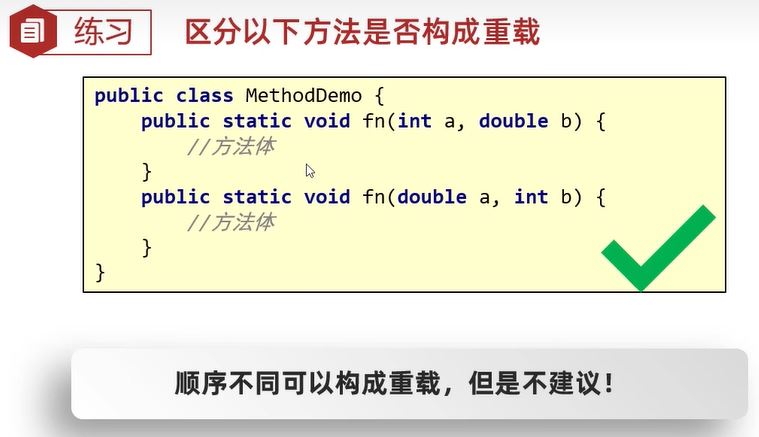 练习
区分以下方法是否构成重载
public class MethodDemo {
    public static void fn(int a, double b) {
        //方法体
    }
    public static void fn(double a, int b) {
        //方法体
    }
}
顺序不同可以构成重载，但是不建议！